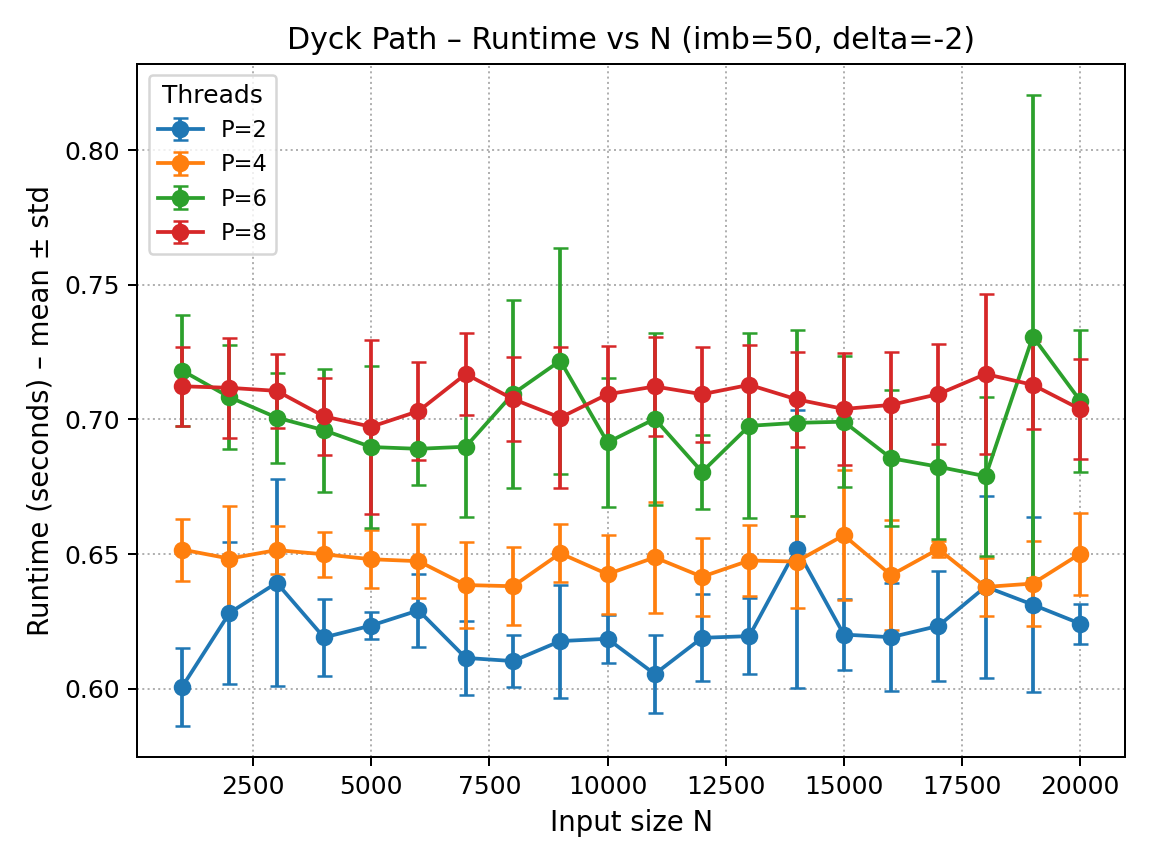 Dyck Path – Runtime vs N (imb=50, delta=-2)
Threads
P=2
P=4
P=6
P=8
Runtime (seconds) – mean ± std
0.80
0.75
0.70
0.65
0.60
2500 5000 7500 10000 12500 15000 17500 20000
Input size N